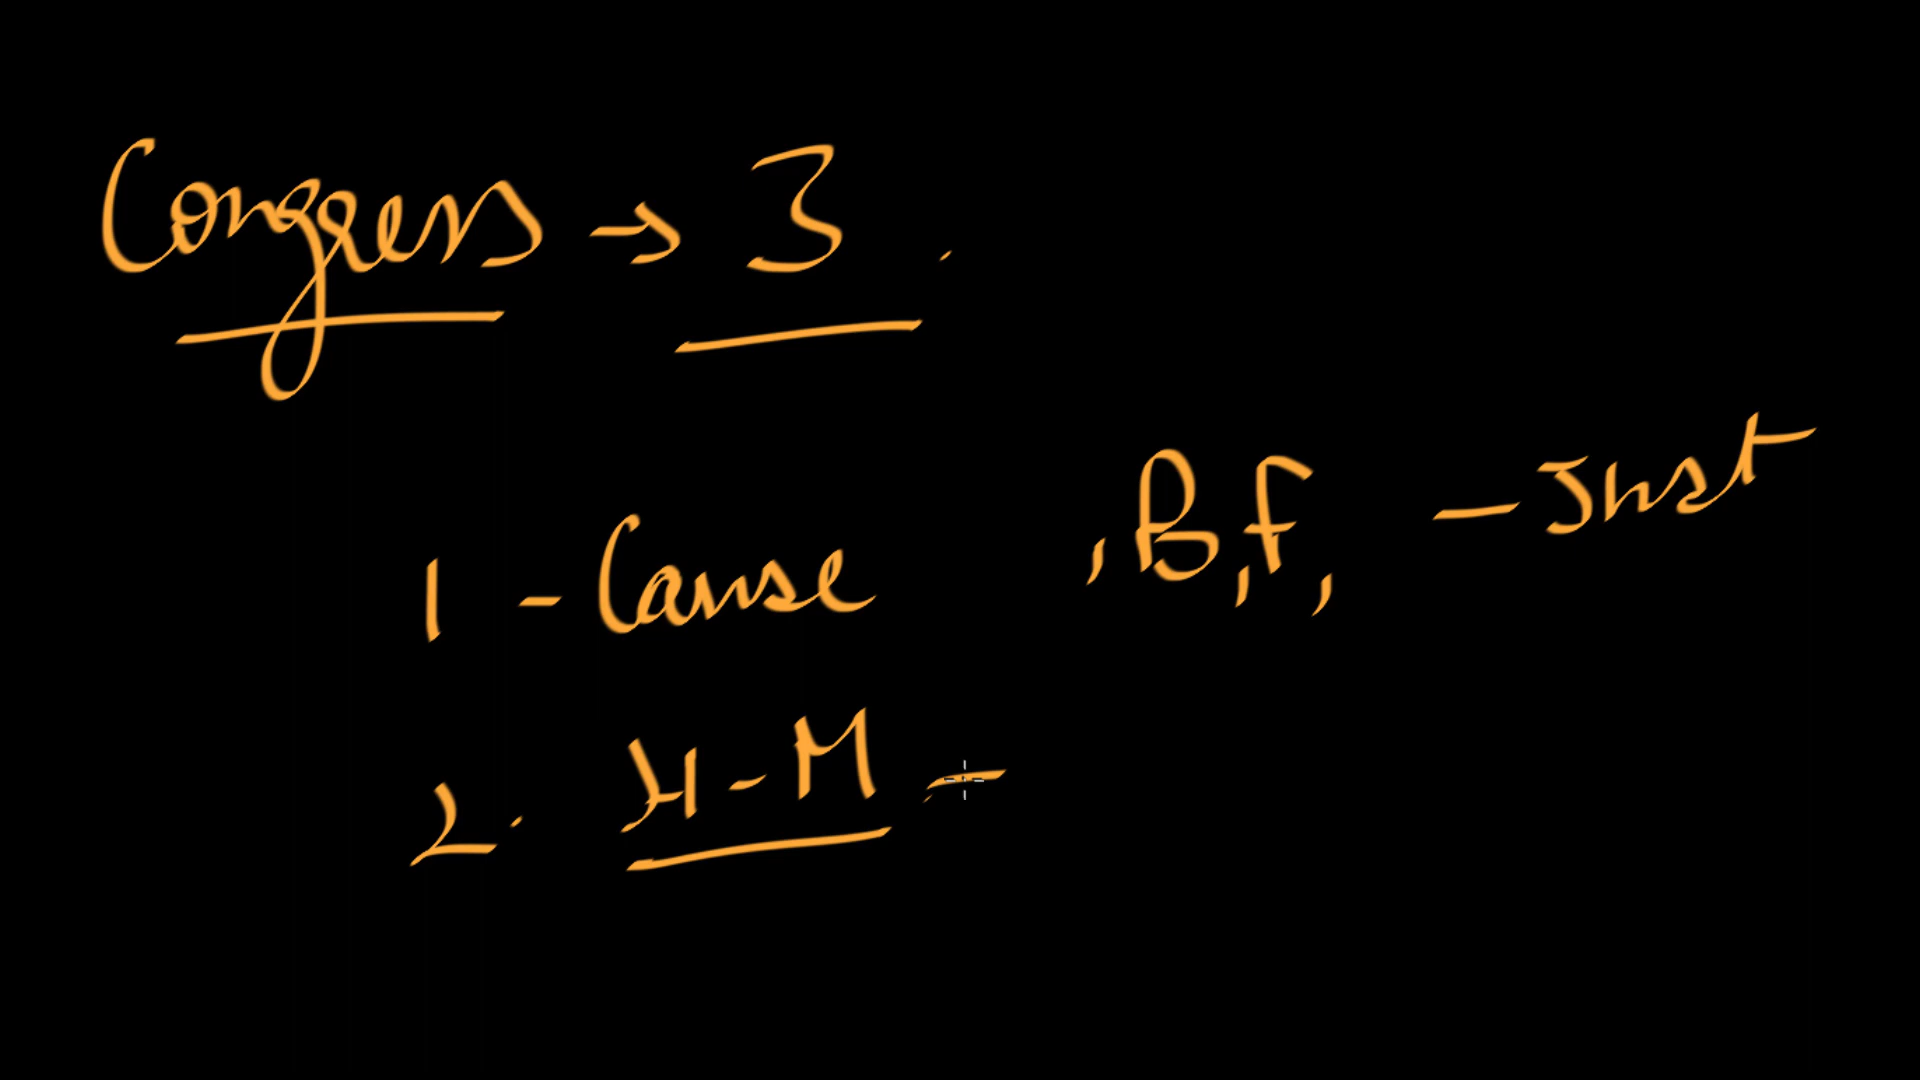 Congress → 3.
1 - Cause , B, F, - Inst
2. H - M -